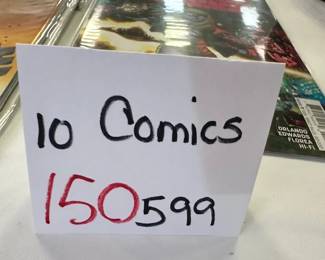 10 Comics
150 599
ORLANDO
EDWARDS
FLOREA
HI-FI